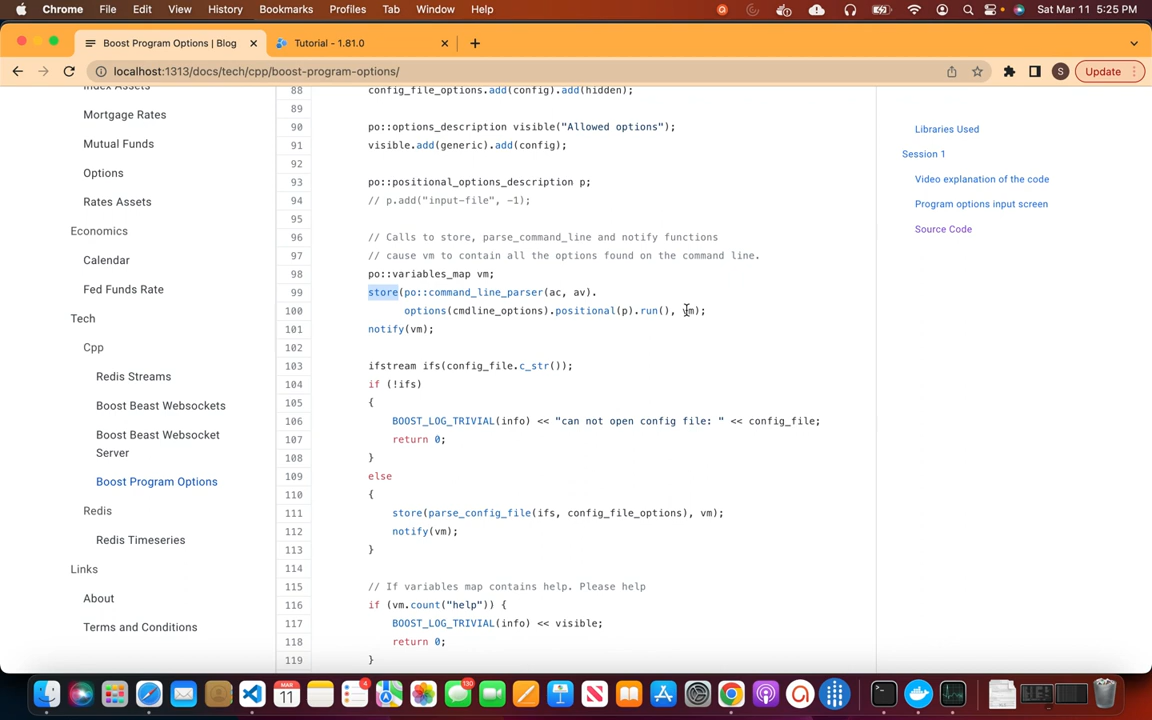 Chrome File Edit View History Bookmarks Profiles Tab Window Help Sat Mar 11 5:25 PM
Boost Program Options | Blog
Tutorial - 1.81.0
localhost:1313/docs/tech/cpp/boost-program-options/
S
Update
Index Assets
Mortgage Rates
Mutual Funds
Options
Rates Assets
Economics
Calendar
Fed Funds Rate
Tech
Cpp
Redis Streams
Boost Beast Websockets
Boost Beast Websocket
Server
Boost Program Options
Redis
Redis Timeseries
Links
About
Terms and Conditions
88 config_file_options.add(config).add(hidden);
89
90 po::options_description visible("Allowed options");
91 visible.add(generic).add(config);
92
93 po::positional_options_description p;
94 // p.add("input-file", -1);
95
96 // Calls to store, parse_command_line and notify functions
97 // cause vm to contain all the options found on the command line.
98 po::variables_map vm;
99 store(po::command_line_parser(ac, av).
100 options(cmdline_options).positional(p).run(), vm);
101 notify(vm);
102
103 ifstream ifs(config_file.c_str());
104 if (!ifs)
105 {
106 BOOST_LOG_TRIVIAL(info) << "can not open config file: " << config_file;
107 return 0;
108 }
109 else
110 {
111 store(parse_config_file(ifs, config_file_options), vm);
112 notify(vm);
113 }
114
115 // If variables map contains help. Please help
116 if (vm.count("help")) {
117 BOOST_LOG_TRIVIAL(info) << visible;
118 return 0;
119 }
Libraries Used
Session 1
Video explanation of the code
Program options input screen
Source Code
MAR
11
4
130